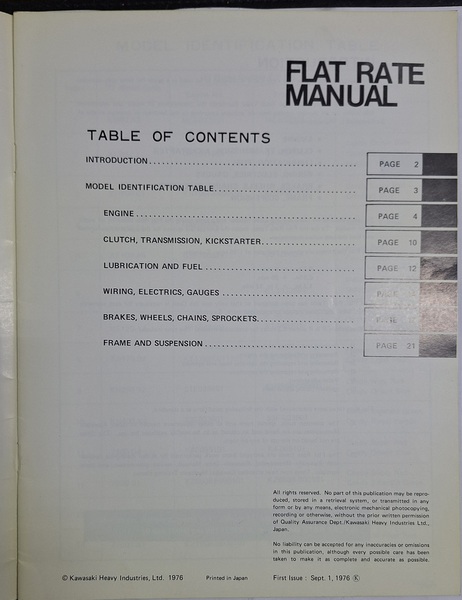 FLAT RATE
MANUAL
TABLE OF CONTENTS
INTRODUCTION PAGE 2
MODEL IDENTIFICATION TABLE PAGE 3
ENGINE PAGE 4
CLUTCH, TRANSMISSION, KICKSTARTER PAGE 10
LUBRICATION AND FUEL PAGE 12
WIRING, ELECTRICS, GAUGES
BRAKES, WHEELS, CHAINS, SPROCKETS
FRAME AND SUSPENSION PAGE 21
All rights reserved. No part of this publication may be repro-
duced, stored in a retrieval system, or transmitted in any
form or by any means, electronic mechanical photocopying,
recording or otherwise, without the prior written permission
of Quality Assurance Dept./Kawasaki Heavy Industries Ltd.,
Japan.
No liability can be accepted for any inaccuracies or omissions
in this publication, although every possible care has been
taken to make it as complete and accurate as possible.
© Kawasaki Heavy Industries, Ltd. 1976 Printed in Japan First Issue : Sept. 1, 1976 Ⓚ